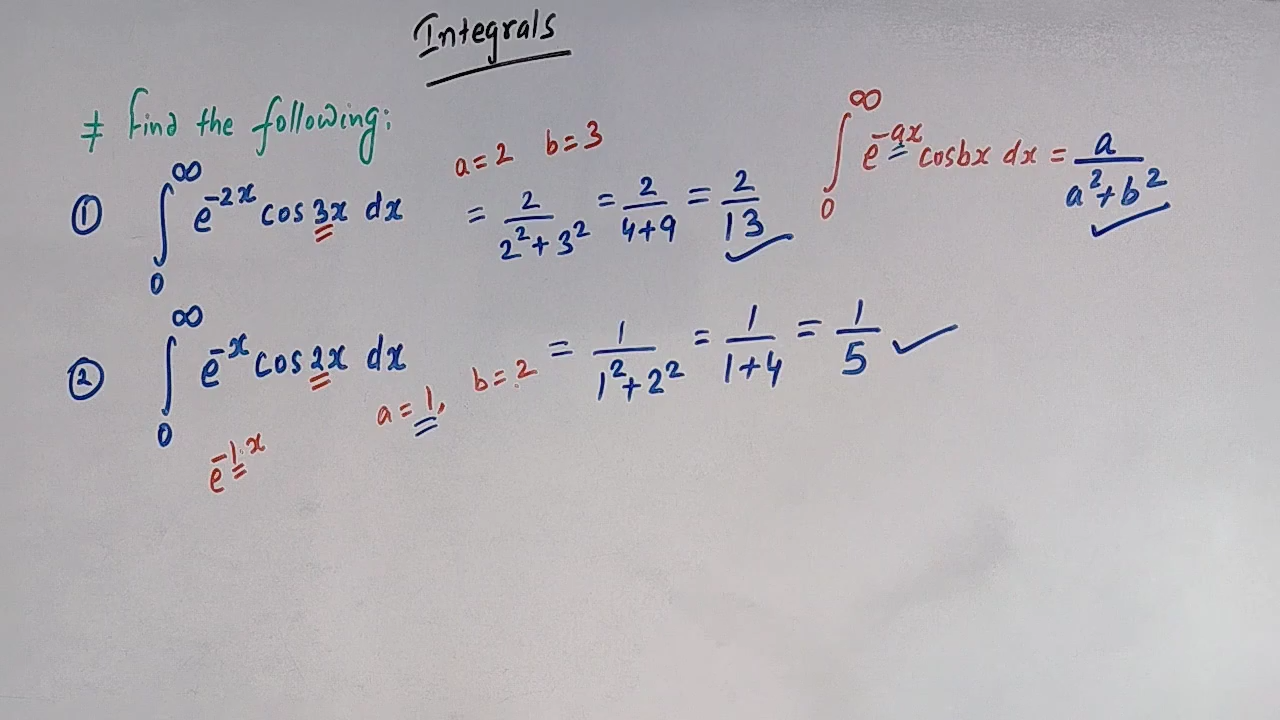 Integrals
# Find the following:
∫₀^∞ e^{-ax} cos bx dx = a/(a²+b²)
a=2 b=3
① ∫₀^∞ e^{-2x} cos 3x dx = 2/(2²+3²) = 2/(4+9) = 2/13 ✓
② ∫₀^∞ e^{-x} cos 2x dx = 1/(1²+2²) = 1/(1+4) = 1/5 ✓
a=1, b=2
e^{-1·x}